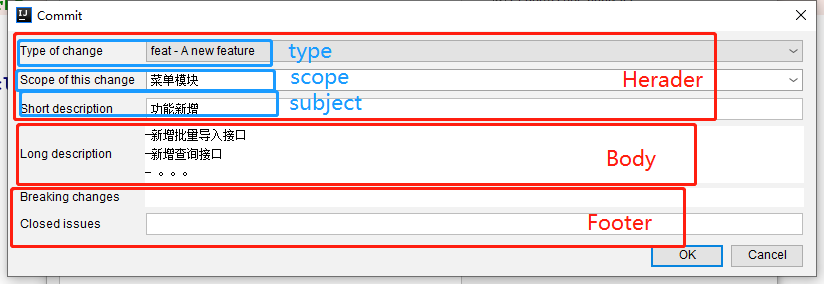 Commit
Type of change feat - A new feature type
Scope of this change 菜单模块 scope
Herader
Short description 功能新增 subject
Long description
-新增批量导入接口
-新增查询接口
- 。。。
Body
Breaking changes
Closed issues
Footer
OK Cancel